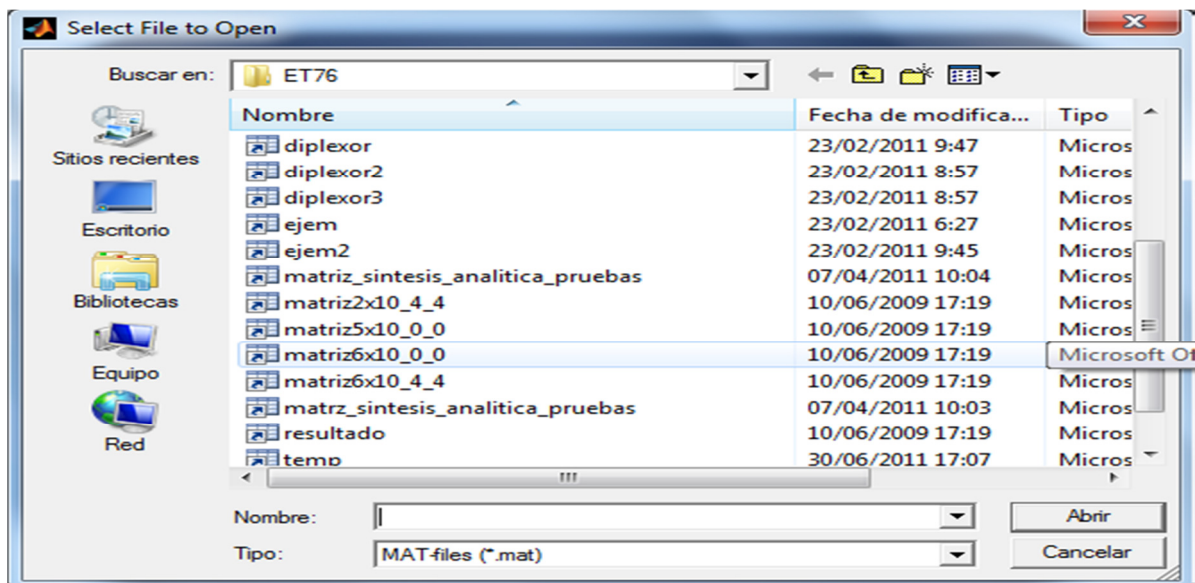 Select File to Open
Buscar en: ET76
Nombre Fecha de modifica... Tipo
diplexor 23/02/2011 9:47 Micros
diplexor2 23/02/2011 8:57 Micros
diplexor3 23/02/2011 8:57 Micros
ejem 23/02/2011 6:27 Micros
ejem2 23/02/2011 9:45 Micros
matriz_sintesis_analitica_pruebas 07/04/2011 10:04 Micros
matriz2x10_4_4 10/06/2009 17:19 Micros
matriz5x10_0_0 10/06/2009 17:19 Micros
matriz6x10_0_0 10/06/2009 17:19 Microsoft Of
matriz6x10_4_4 10/06/2009 17:19 Micros
matrz_sintesis_analitica_pruebas 07/04/2011 10:03 Micros
resultado 10/06/2009 17:19 Micros
temp 30/06/2011 17:07 Micros
Sitios recientes
Escritorio
Bibliotecas
Equipo
Red
Nombre: Abrir
Tipo: MAT-files (*.mat) Cancelar